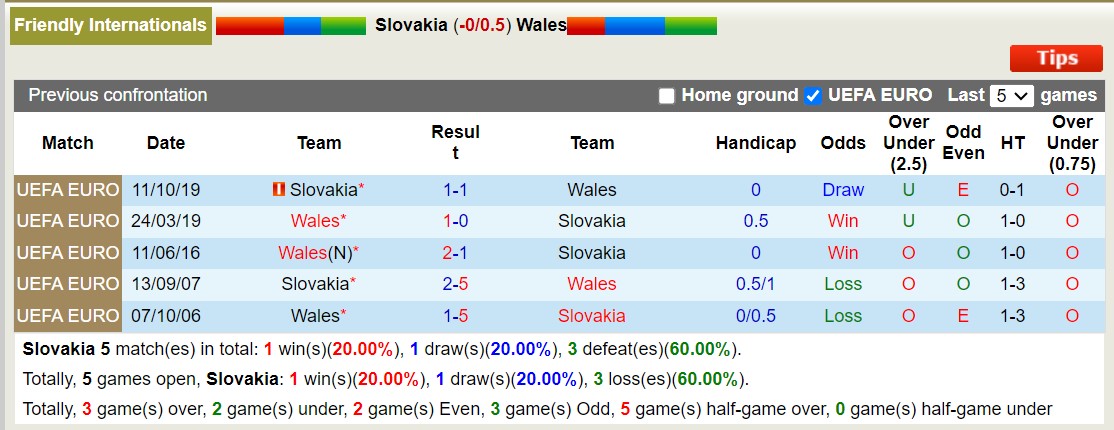 Friendly Internationals Slovakia (-0/0.5) Wales
Tips
Previous confrontation Home ground UEFA EURO Last 5 games
Match Date Team Resul t Team Handicap Odds Over Under (2.5) Odd Even HT Over Under (0.75)
UEFA EURO 11/10/19 1 Slovakia* 1-1 Wales 0 Draw U E 0-1 O
UEFA EURO 24/03/19 Wales* 1-0 Slovakia 0.5 Win U O 1-0 O
UEFA EURO 11/06/16 Wales(N)* 2-1 Slovakia 0 Win O O 1-0 O
UEFA EURO 13/09/07 Slovakia* 2-5 Wales 0.5/1 Loss O O 1-3 O
UEFA EURO 07/10/06 Wales* 1-5 Slovakia 0/0.5 Loss O E 1-3 O
Slovakia 5 match(es) in total: 1 win(s)(20.00%), 1 draw(s)(20.00%), 3 defeat(es)(60.00%).
Totally, 5 games open, Slovakia: 1 win(s)(20.00%), 1 draw(s)(20.00%), 3 loss(es)(60.00%).
Totally, 3 game(s) over, 2 game(s) under, 2 game(s) Even, 3 game(s) Odd, 5 game(s) half-game over, 0 game(s) half-game under